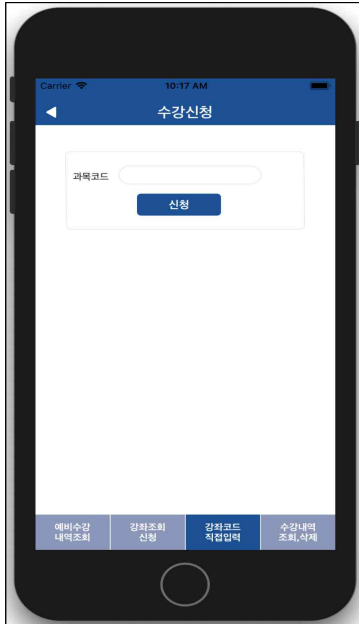 Carrier 10:17 AM
수강신청
과목코드
신청
예비수강 내역조회
강좌조회 신청
강좌코드 직접입력
수강내역 조회,삭제